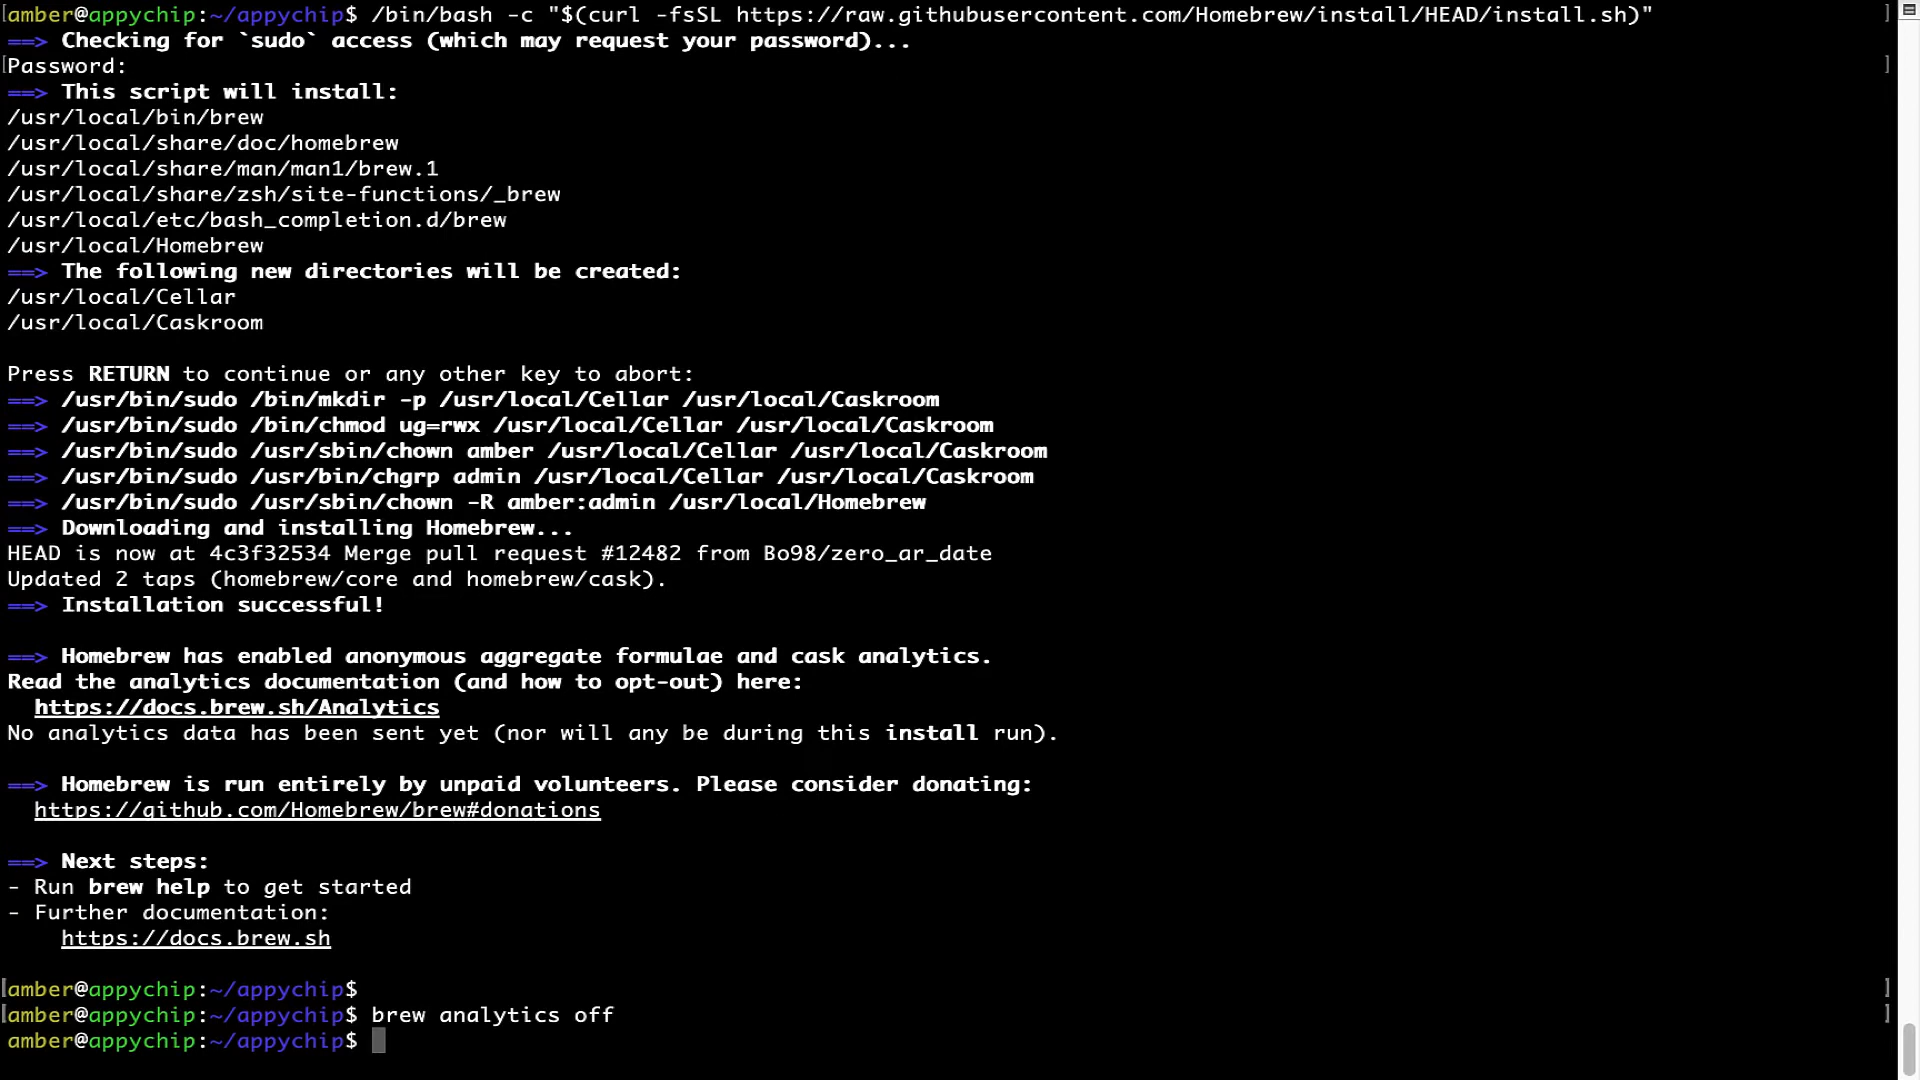 amber@appychip:~/appychip$ /bin/bash -c "$(curl -fsSL https://raw.githubusercontent.com/Homebrew/install/HEAD/install.sh)"
==> Checking for `sudo` access (which may request your password)...
Password:
==> This script will install:
/usr/local/bin/brew
/usr/local/share/doc/homebrew
/usr/local/share/man/man1/brew.1
/usr/local/share/zsh/site-functions/_brew
/usr/local/etc/bash_completion.d/brew
/usr/local/Homebrew
==> The following new directories will be created:
/usr/local/Cellar
/usr/local/Caskroom
Press RETURN to continue or any other key to abort:
==> /usr/bin/sudo /bin/mkdir -p /usr/local/Cellar /usr/local/Caskroom
==> /usr/bin/sudo /bin/chmod ug=rwx /usr/local/Cellar /usr/local/Caskroom
==> /usr/bin/sudo /usr/sbin/chown amber /usr/local/Cellar /usr/local/Caskroom
==> /usr/bin/sudo /usr/bin/chgrp admin /usr/local/Cellar /usr/local/Caskroom
==> /usr/bin/sudo /usr/sbin/chown -R amber:admin /usr/local/Homebrew
==> Downloading and installing Homebrew...
HEAD is now at 4c3f32534 Merge pull request #12482 from Bo98/zero_ar_date
Updated 2 taps (homebrew/core and homebrew/cask).
==> Installation successful!
==> Homebrew has enabled anonymous aggregate formulae and cask analytics.
Read the analytics documentation (and how to opt-out) here:
https://docs.brew.sh/Analytics
No analytics data has been sent yet (nor will any be during this install run).
==> Homebrew is run entirely by unpaid volunteers. Please consider donating:
https://github.com/Homebrew/brew#donations
==> Next steps:
- Run brew help to get started
- Further documentation:
https://docs.brew.sh
amber@appychip:~/appychip$
amber@appychip:~/appychip$ brew analytics off
amber@appychip:~/appychip$